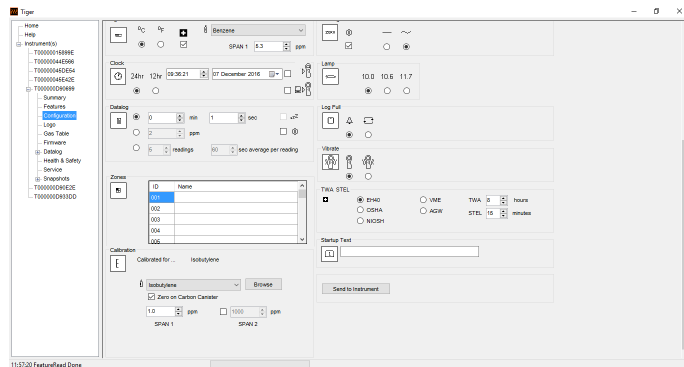 Tiger
Home
Help
Instrument(s)
T00000015899E
T00000044E566
T00000045DE54
T00000045E42E
T000000D90699
Summary
Features
Configuration
Logo
Gas Table
Firmware
Datalog
Health & Safety
Service
Snapshots
T000000D90E2E
T000000D933DD
°C °F Benzene
SPAN 1 8.3 ppm
Clock
24hr 12hr 09:36:21 07 December 2016
Lamp
10.0 10.6 11.7
Datalog
0 min 1 sec
2 ppm
5 readings 60 sec average per reading
Log Full
Vibrate
Zones
ID Name
001
002
003
004
005
TWA STEL
EH40 VME TWA 8 hours
OSHA AGW STEL 15 minutes
NIOSH
Startup Text
Calibration
Calibrated for ... Isobutylene
Isobutylene Browse
Zero on Carbon Canister
1.0 ppm 1000 ppm
SPAN 1 SPAN 2
Send to Instrument
11:57:20 FeatureRead Done